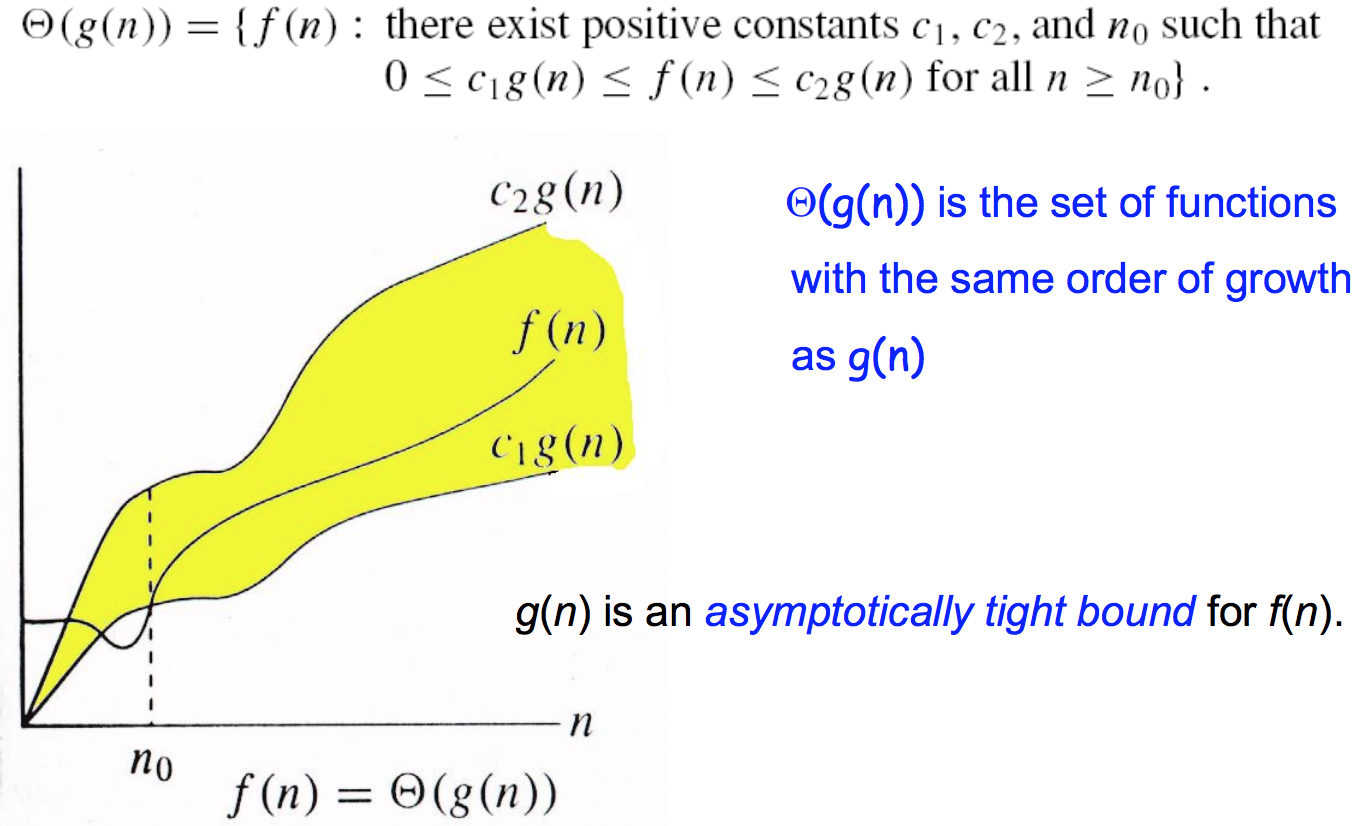 Θ(g(n)) = {f(n) : there exist positive constants c₁, c₂, and n₀ such that
0 ≤ c₁g(n) ≤ f(n) ≤ c₂g(n) for all n ≥ n₀} .
c₂g(n)
f(n)
c₁g(n)
n
n₀
f(n) = Θ(g(n))
Θ(g(n)) is the set of functions
with the same order of growth
as g(n)
g(n) is an asymptotically tight bound for f(n).